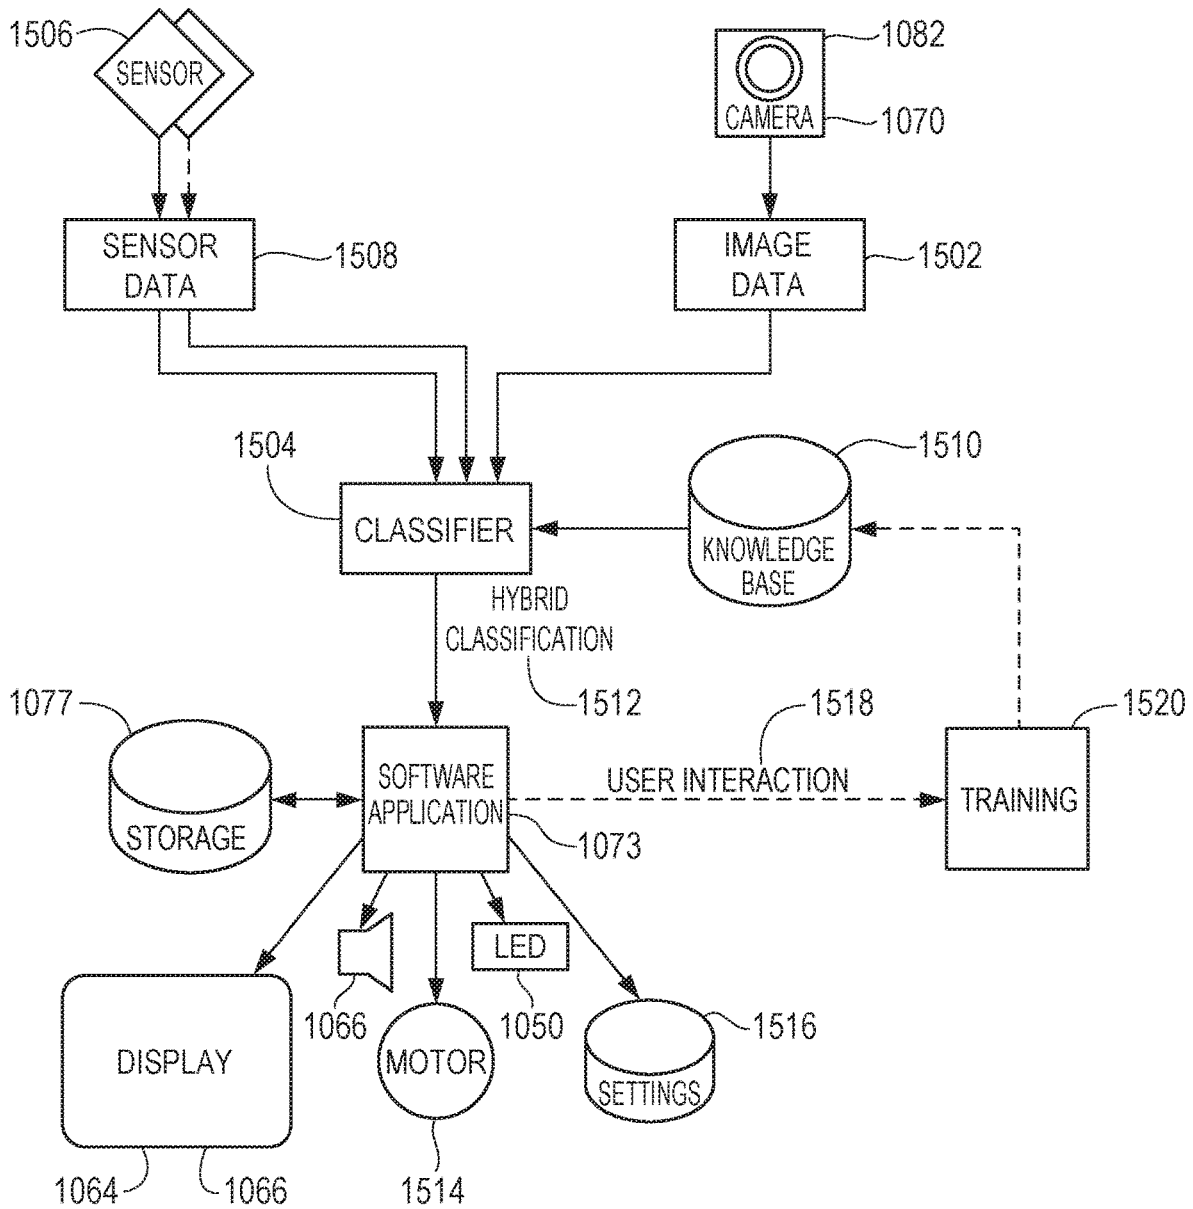 1506
SENSOR
1082
CAMERA
1070
SENSOR
DATA
1508
IMAGE
DATA
1502
1504
CLASSIFIER
1510
KNOWLEDGE
BASE
HYBRID
CLASSIFICATION
1512
1077
STORAGE
SOFTWARE
APPLICATION
1073
1518
USER INTERACTION
1520
TRAINING
1066
LED
1050
DISPLAY
MOTOR
1516
SETTINGS
1064
1066
1514